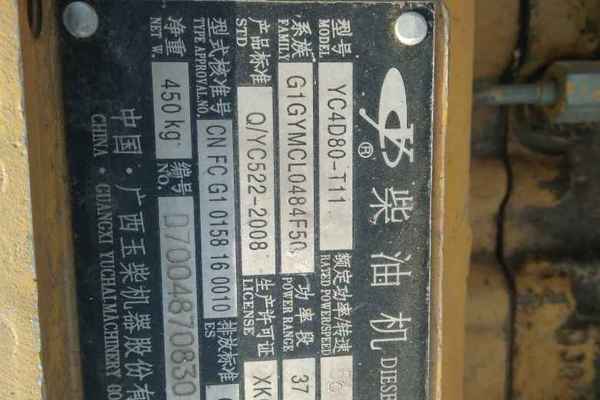 ® 柴油机
DIES
型号 YC4D80-T11 额定功率/转速
MODEL RATED POWER/SPEED
系族 G1GYMCL0484F50 功率段 37
FAMILY POWER RANGE
产品标准 Q/YC522-2008 生产许可证 XK
STD LICENSE
型式核准号 CN FC G1 0158 16 0010 排放标准
TYPE APPROVAL NO. ES
净重 450kg 编号 D7004870830
NET W. NO.
中国·广西玉柴机器股份有
CHINA · GUANGXI YUCHAI MACHINERY CO